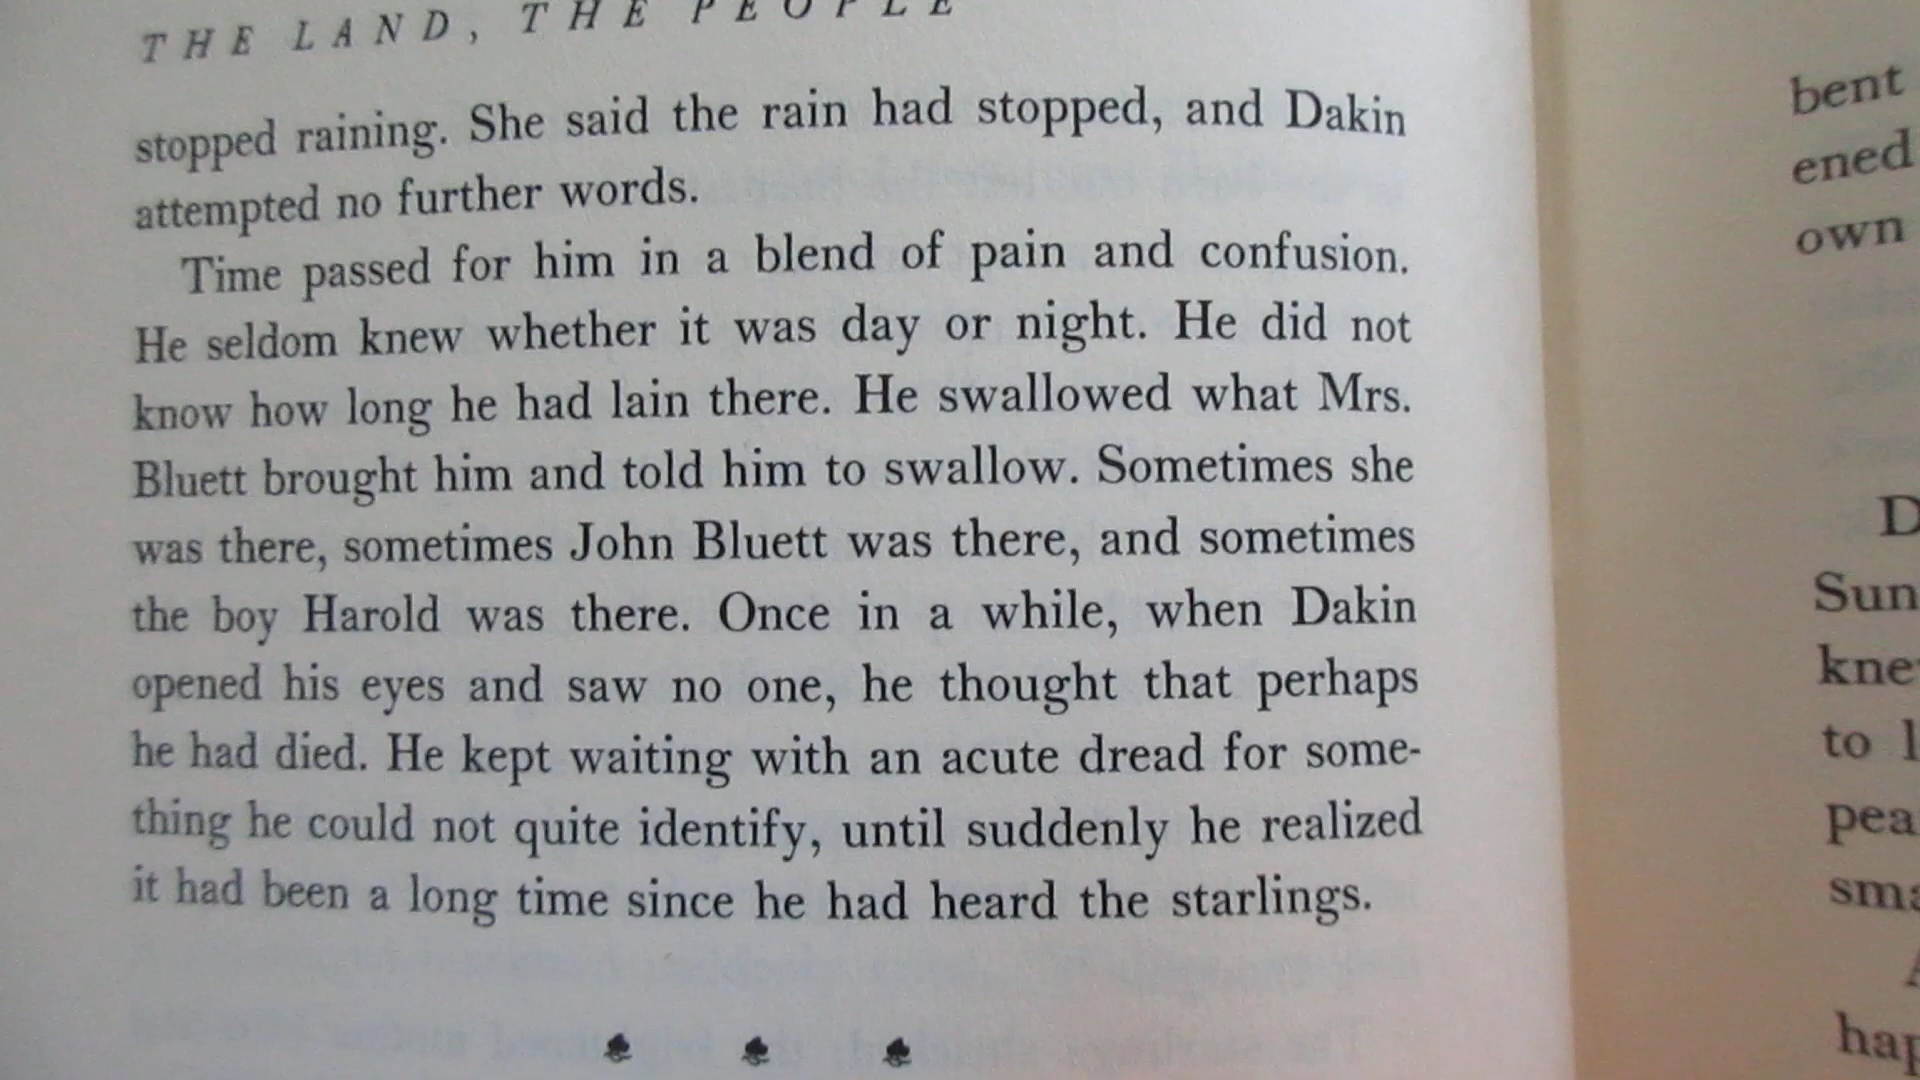 THE LAND, THE PEOPLE
stopped raining. She said the rain had stopped, and Dakin
attempted no further words.
Time passed for him in a blend of pain and confusion.
He seldom knew whether it was day or night. He did not
know how long he had lain there. He swallowed what Mrs.
Bluett brought him and told him to swallow. Sometimes she
was there, sometimes John Bluett was there, and sometimes
the boy Harold was there. Once in a while, when Dakin
opened his eyes and saw no one, he thought that perhaps
he had died. He kept waiting with an acute dread for some-
thing he could not quite identify, until suddenly he realized
it had been a long time since he had heard the starlings.
bent
ened
own
to